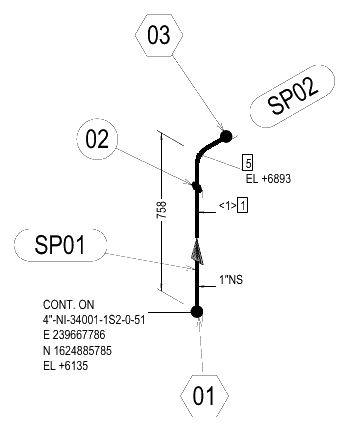 03
SP02
02
5
EL +6893
758
<1>1
SP01
1"NS
CONT. ON
4"-NI-34001-1S2-0-51
E 239667786
N 1624885785
EL +6135
01